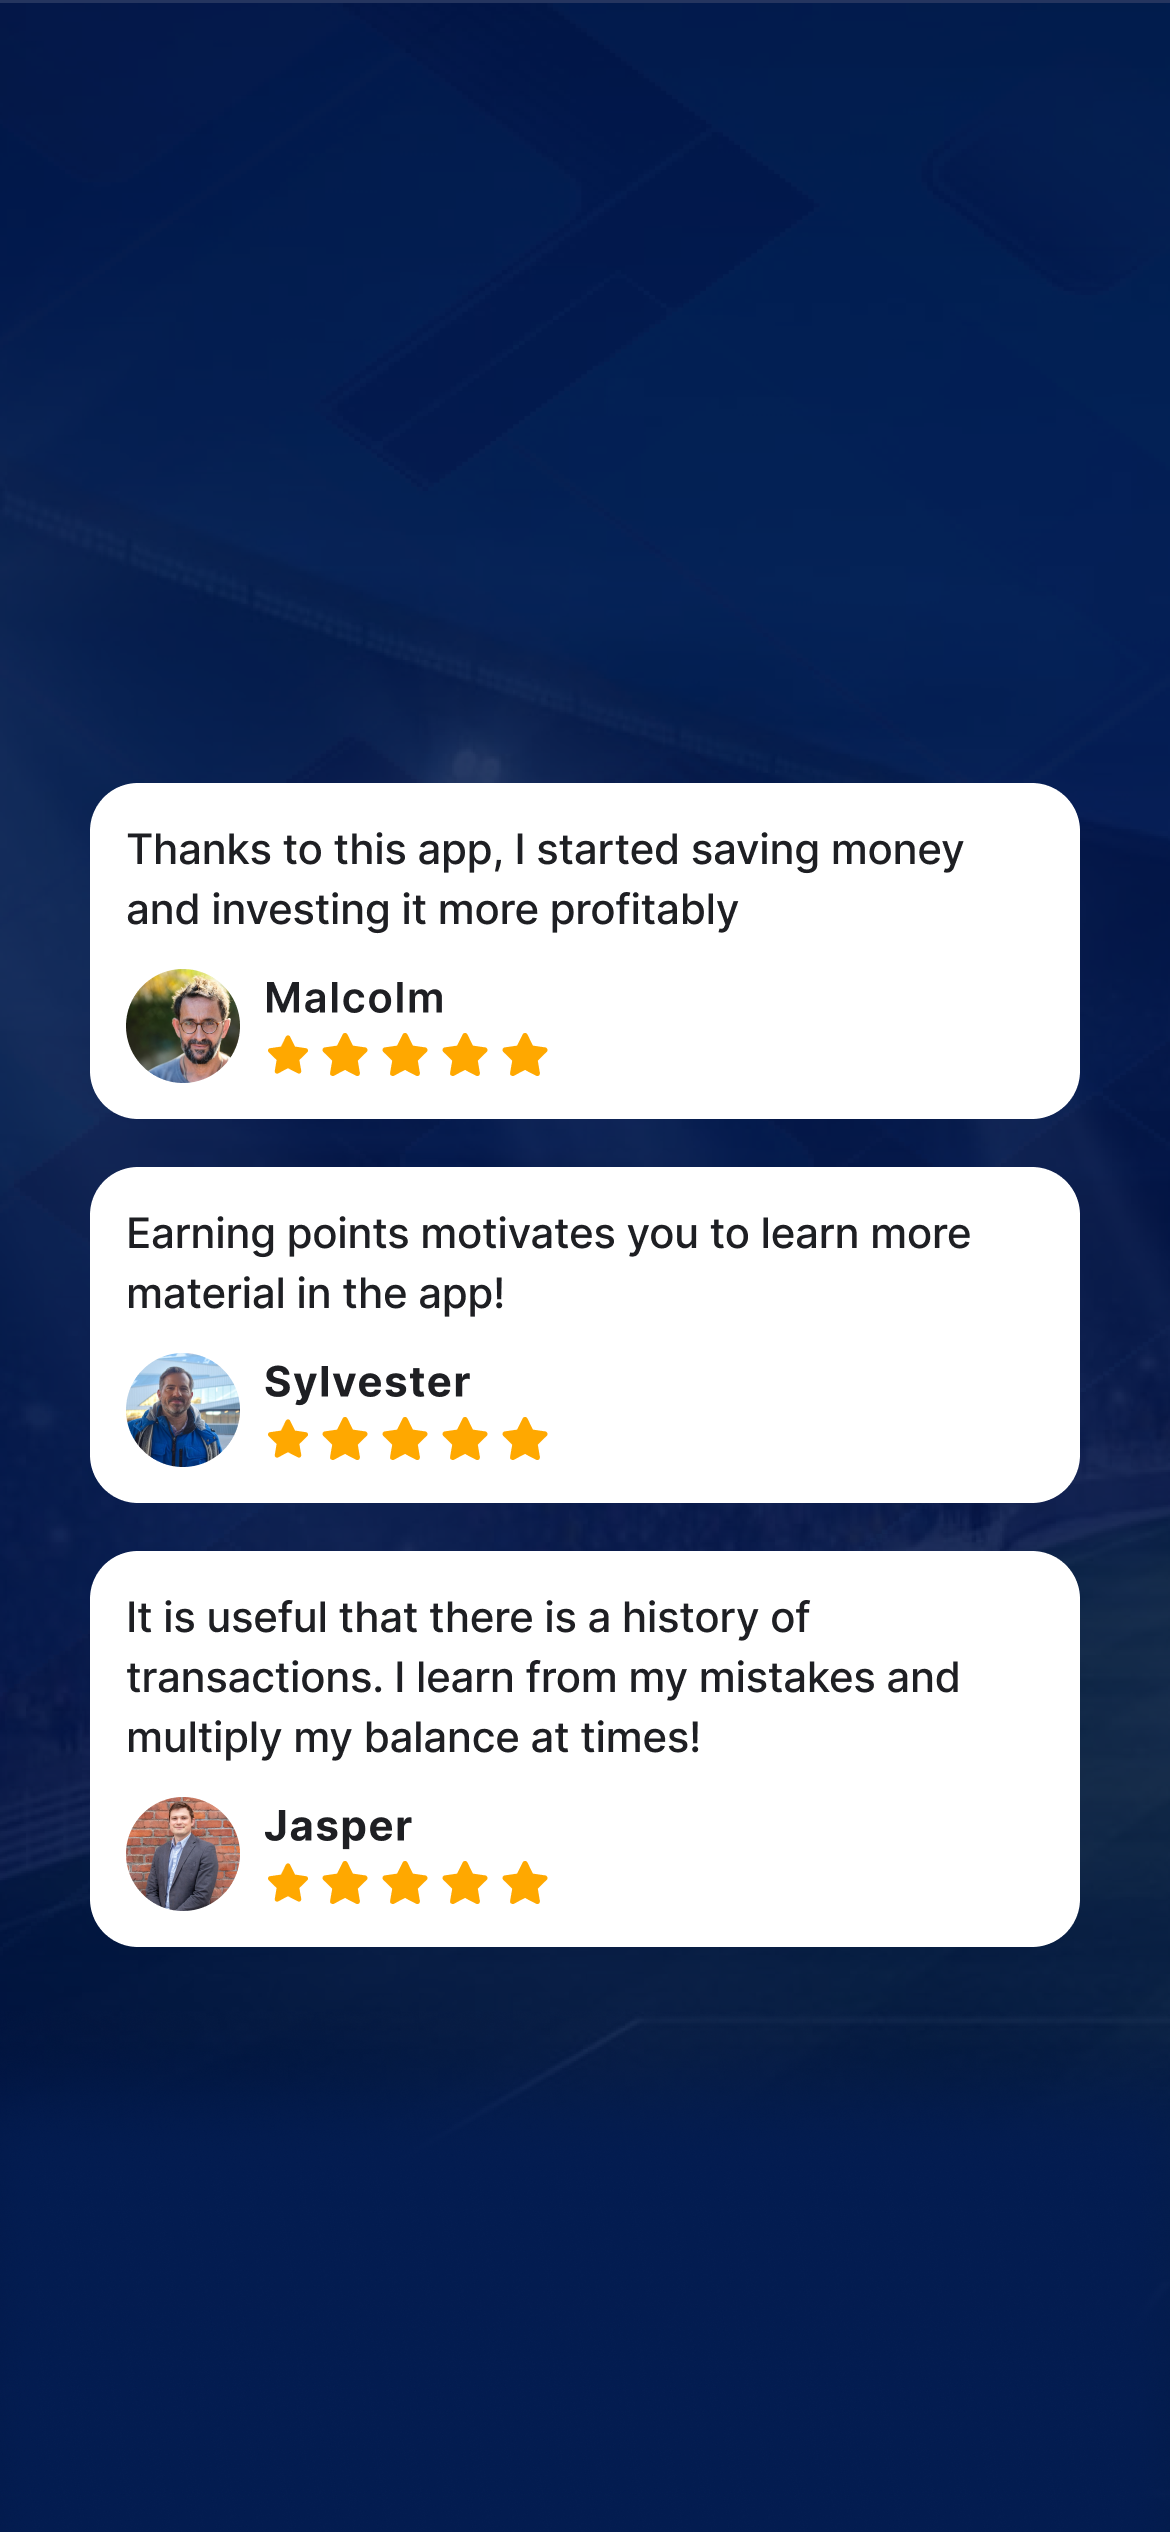 Thanks to this app, I started saving money
and investing it more profitably
Malcolm
Earning points motivates you to learn more
material in the app!
Sylvester
It is useful that there is a history of
transactions. I learn from my mistakes and
multiply my balance at times!
Jasper